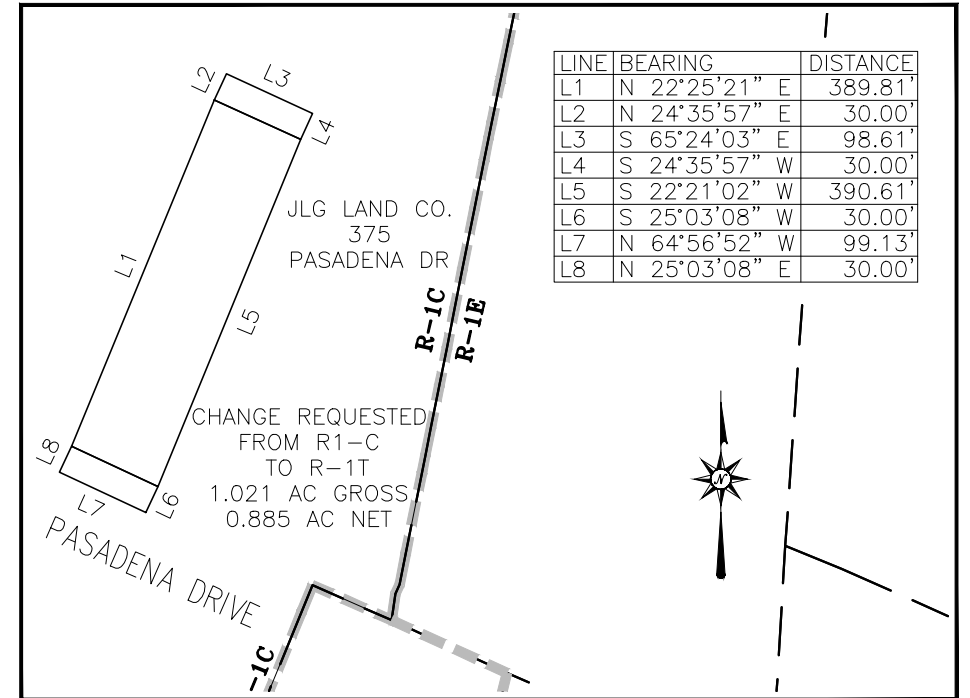 LINE BEARING DISTANCE
L1 N 22°25'21" E 389.81'
L2 N 24°35'57" E 30.00'
L3 S 65°24'03" E 98.61'
L4 S 24°35'57" W 30.00'
L5 S 22°21'02" W 390.61'
L6 S 25°03'08" W 30.00'
L7 N 64°56'52" W 99.13'
L8 N 25°03'08" E 30.00'
L2
L3
L4
JLG LAND CO.
375
PASADENA DR
L1
L5
R-1C
R-1E
CHANGE REQUESTED
FROM R1-C
TO R-1T
1.021 AC GROSS
0.885 AC NET
L8
L7
L6
PASADENA DRIVE
N
-1C